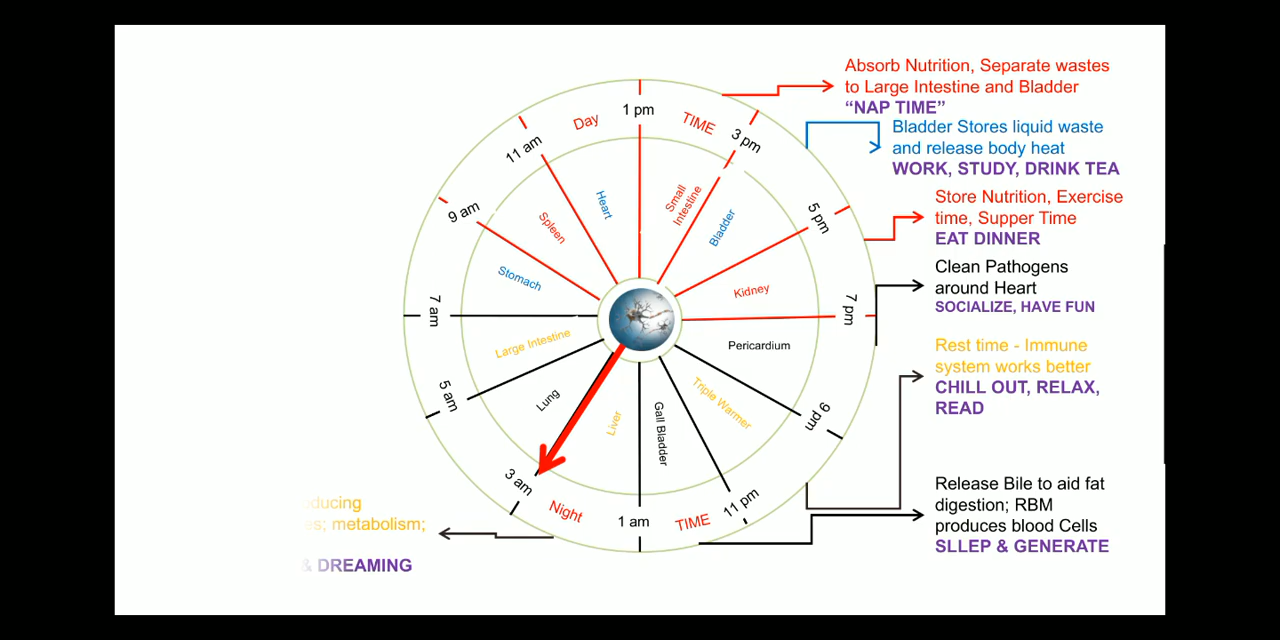 Absorb Nutrition, Separate wastes
to Large Intestine and Bladder
“NAP TIME”
Bladder Stores liquid waste
and release body heat
WORK, STUDY, DRINK TEA
Store Nutrition, Exercise
time, Supper Time
EAT DINNER
Clean Pathogens
around Heart
SOCIALIZE, HAVE FUN
Rest time - Immune
system works better
CHILL OUT, RELAX,
READ
Release Bile to aid fat
digestion; RBM
produces blood Cells
SLLEP & GENERATE
Day
1 pm
TIME
3 pm
5 pm
7 pm
9 pm
11 pm
TIME
1 am
Night
3 am
5 am
7 am
9 am
11 am
Heart
Small
Intestine
Bladder
Kidney
Pericardium
Triple Warmer
Gall Bladder
Liver
Lung
Large Intestine
Stomach
Spleen
metabolism;
& DREAMING